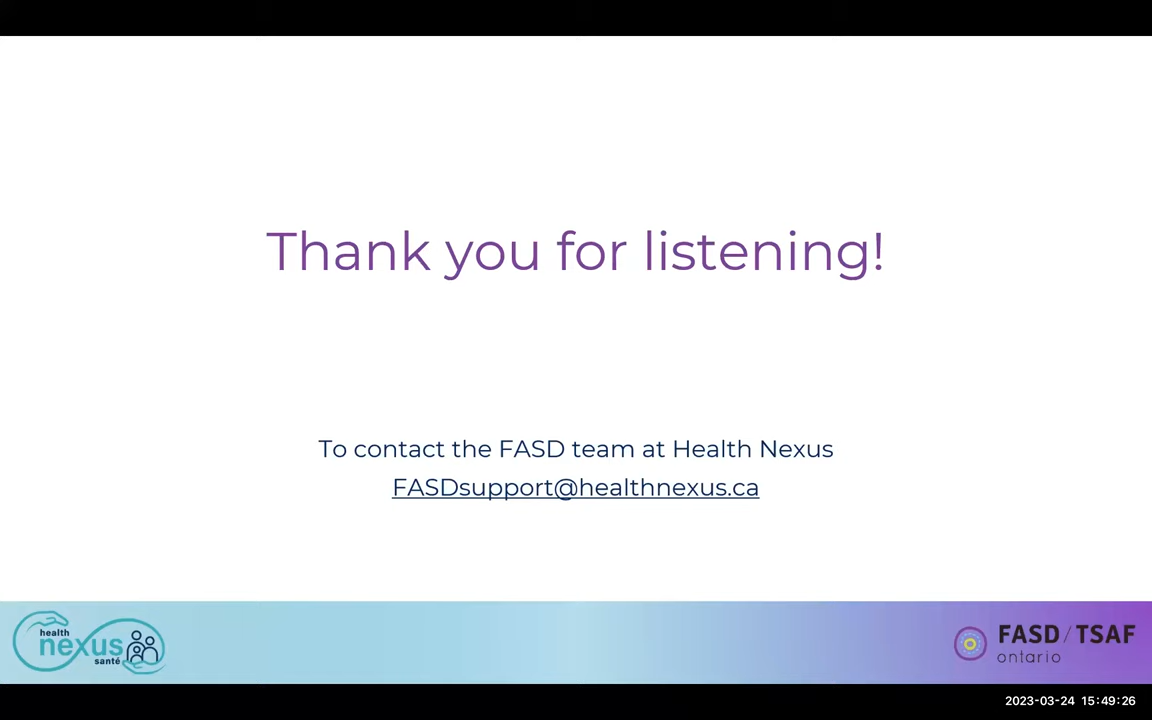 Thank you for listening!
To contact the FASD team at Health Nexus
FASDsupport@healthnexus.ca
health
nexus
santé
FASD / TSAF
ontario
2023-03-24 15:49:26